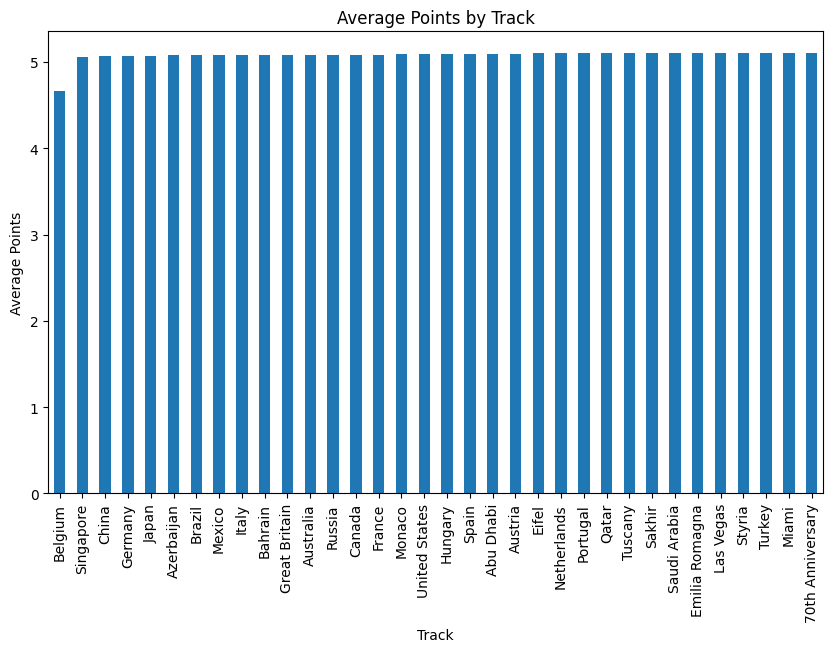 Average Points by Track
Average Points
5
4
3
2
1
0
Belgium
Singapore
China
Germany
Japan
Azerbaijan
Brazil
Mexico
Italy
Bahrain
Great Britain
Australia
Russia
Canada
France
Monaco
United States
Hungary
Spain
Abu Dhabi
Austria
Eifel
Netherlands
Portugal
Qatar
Tuscany
Sakhir
Saudi Arabia
Emilia Romagna
Las Vegas
Styria
Turkey
Miami
70th Anniversary
Track